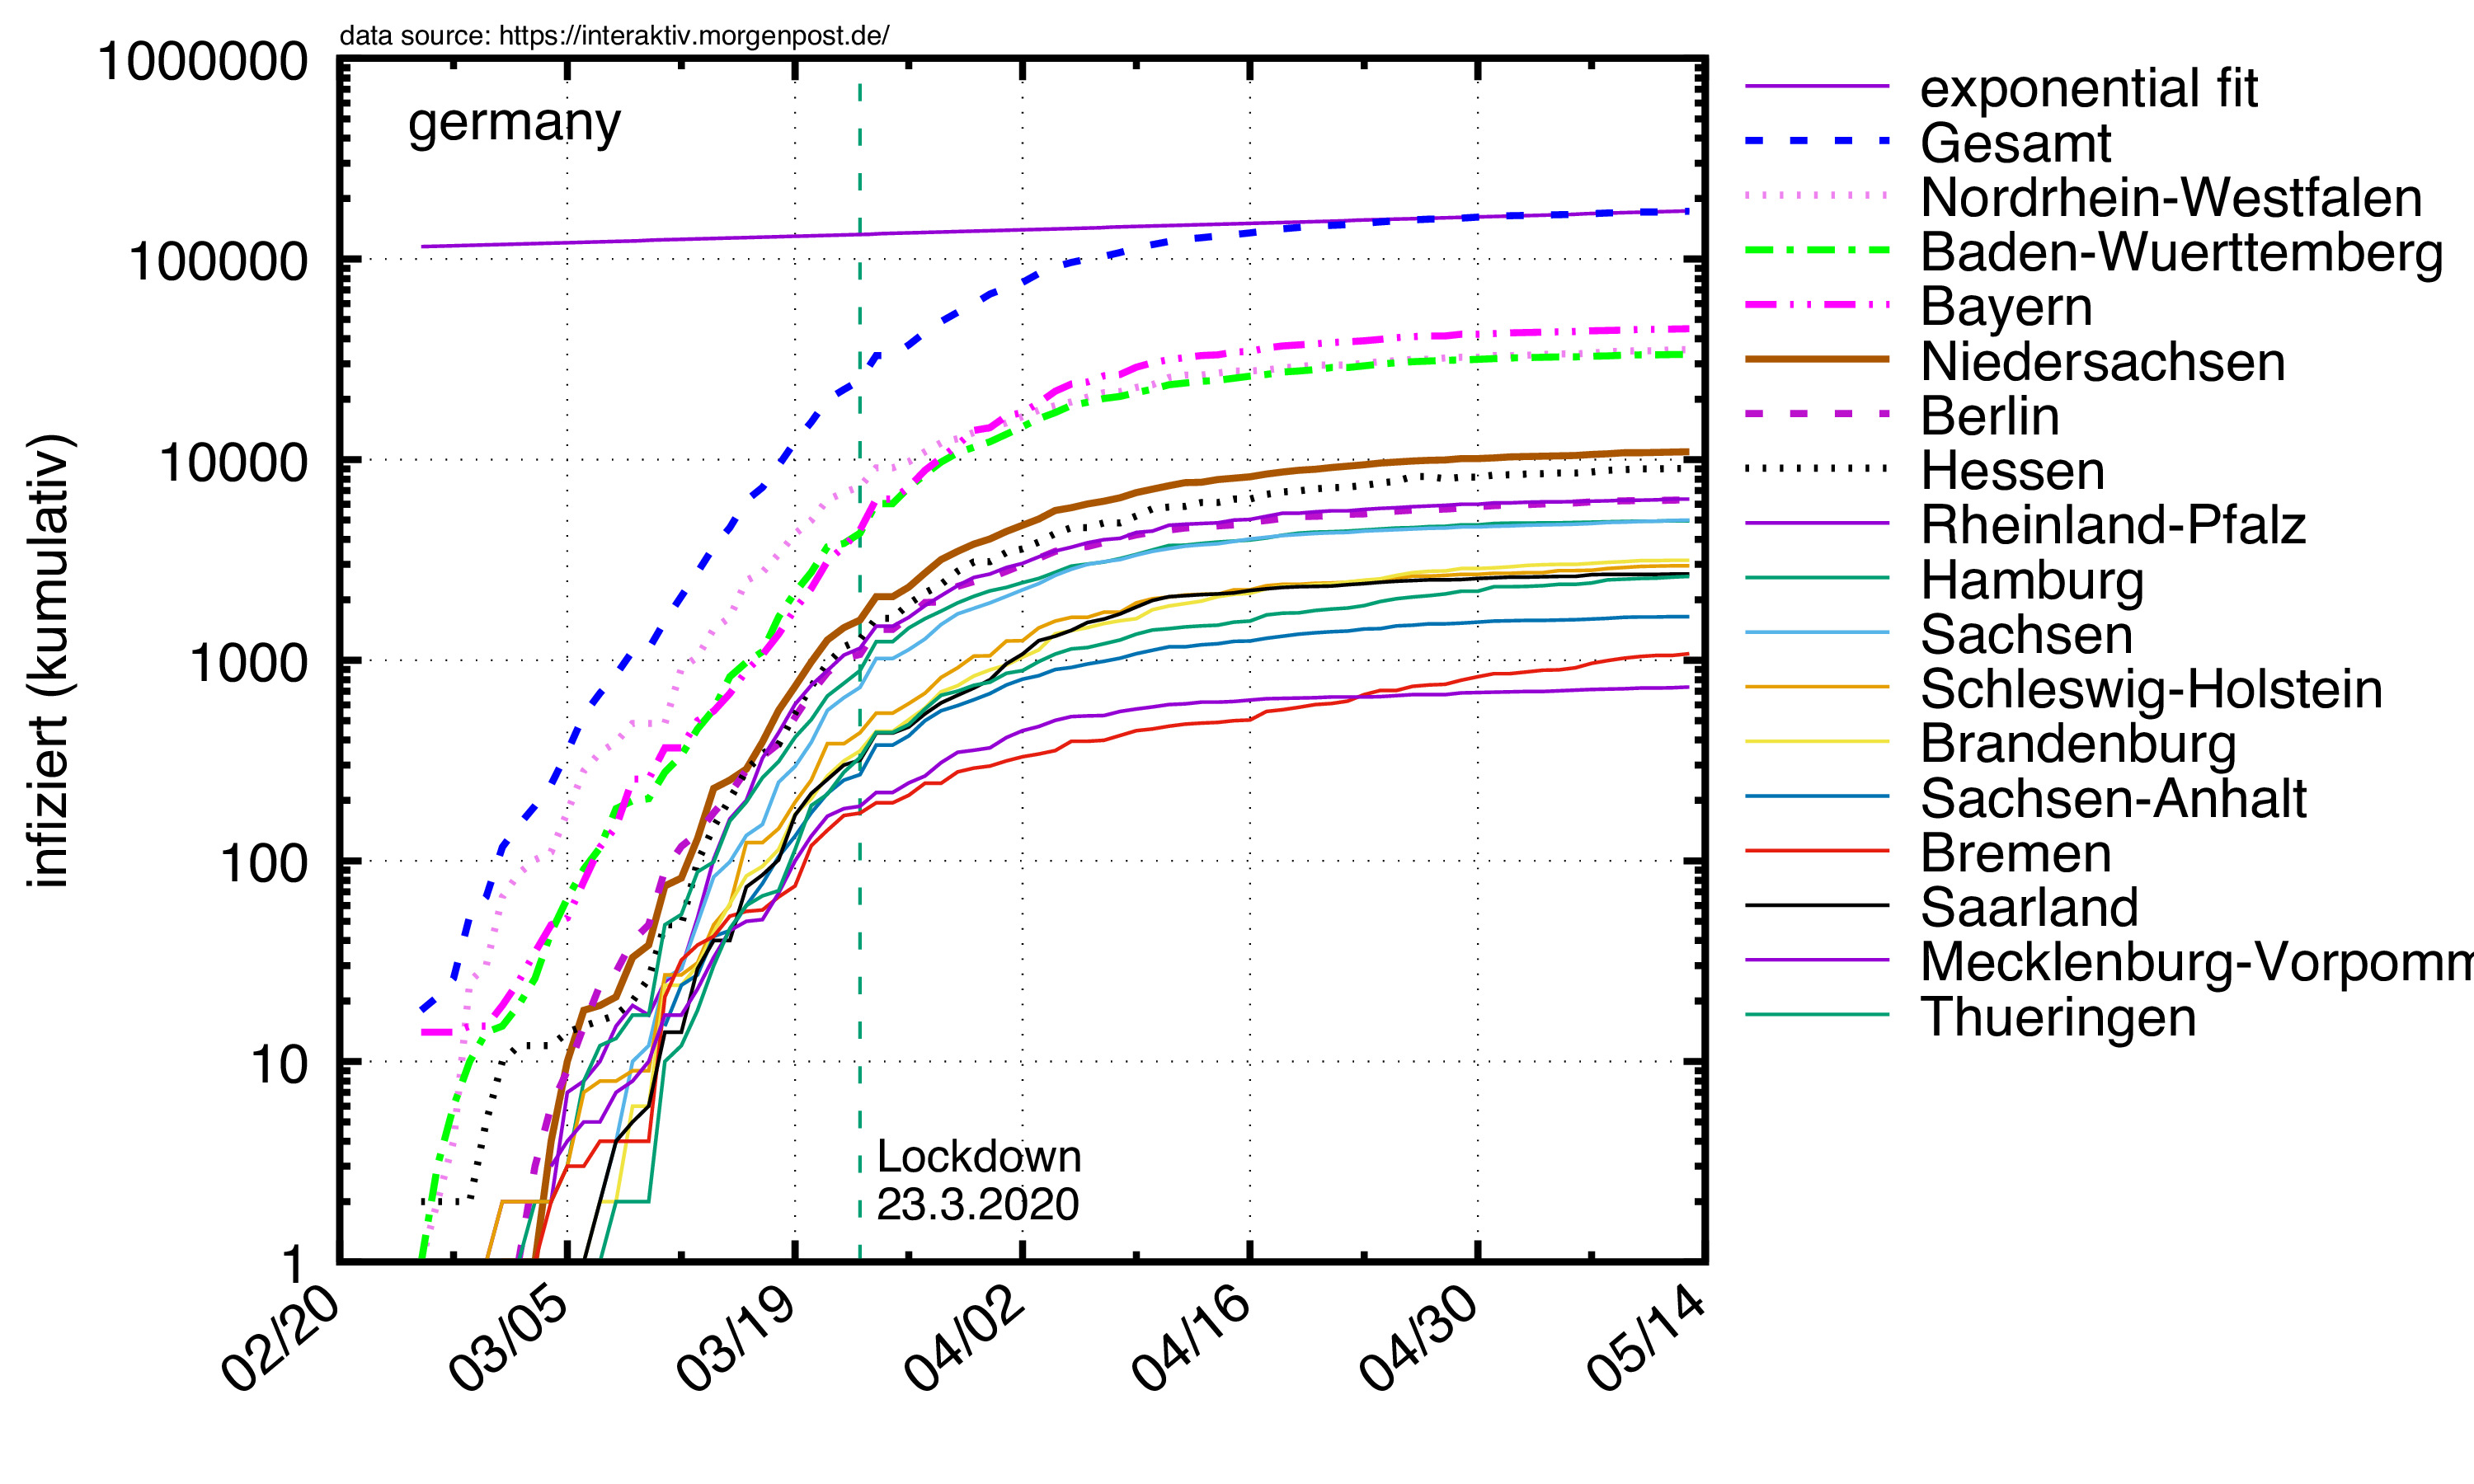 data source: https://interaktiv.morgenpost.de/
germany
infiziert (kumulativ)
1000000
100000
10000
1000
100
10
1
02/20
03/05
03/19
04/02
04/16
04/30
05/14
Lockdown
23.3.2020
exponential fit
Gesamt
Nordrhein-Westfalen
Baden-Wuerttemberg
Bayern
Niedersachsen
Berlin
Hessen
Rheinland-Pfalz
Hamburg
Sachsen
Schleswig-Holstein
Brandenburg
Sachsen-Anhalt
Bremen
Saarland
Mecklenburg-Vorpomm
Thueringen